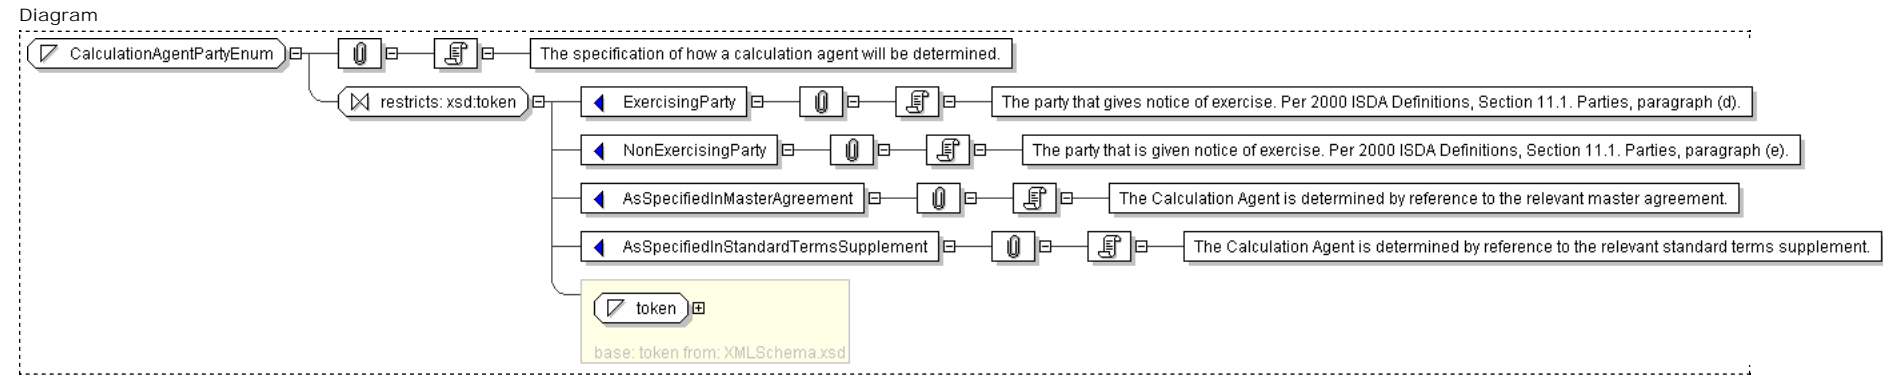 Diagram
CalculationAgentPartyEnum
The specification of how a calculation agent will be determined.
restricts: xsd:token
ExercisingParty
The party that gives notice of exercise. Per 2000 ISDA Definitions, Section 11.1. Parties, paragraph (d).
NonExercisingParty
The party that is given notice of exercise. Per 2000 ISDA Definitions, Section 11.1. Parties, paragraph (e).
AsSpecifiedInMasterAgreement
The Calculation Agent is determined by reference to the relevant master agreement.
AsSpecifiedInStandardTermsSupplement
The Calculation Agent is determined by reference to the relevant standard terms supplement.
token
base: token from: XMLSchema.xsd